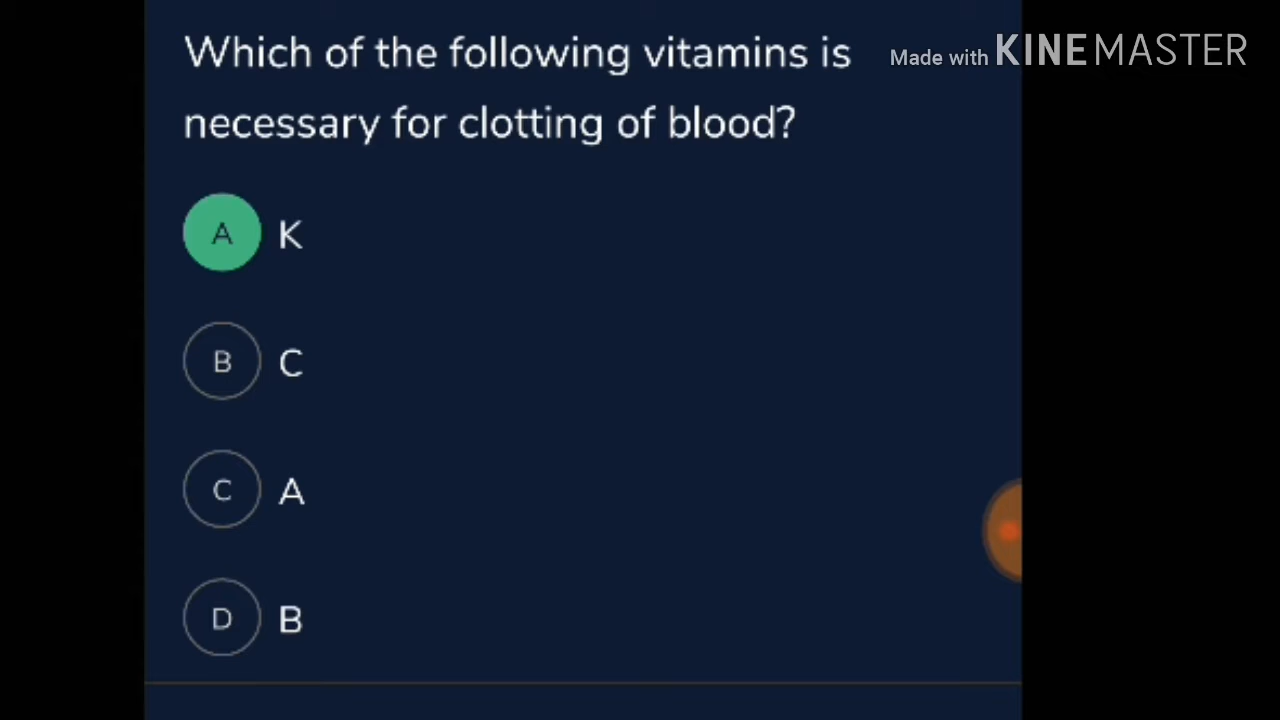 Which of the following vitamins is
Made with KINEMASTER
necessary for clotting of blood?
A K
B C
C A
D B